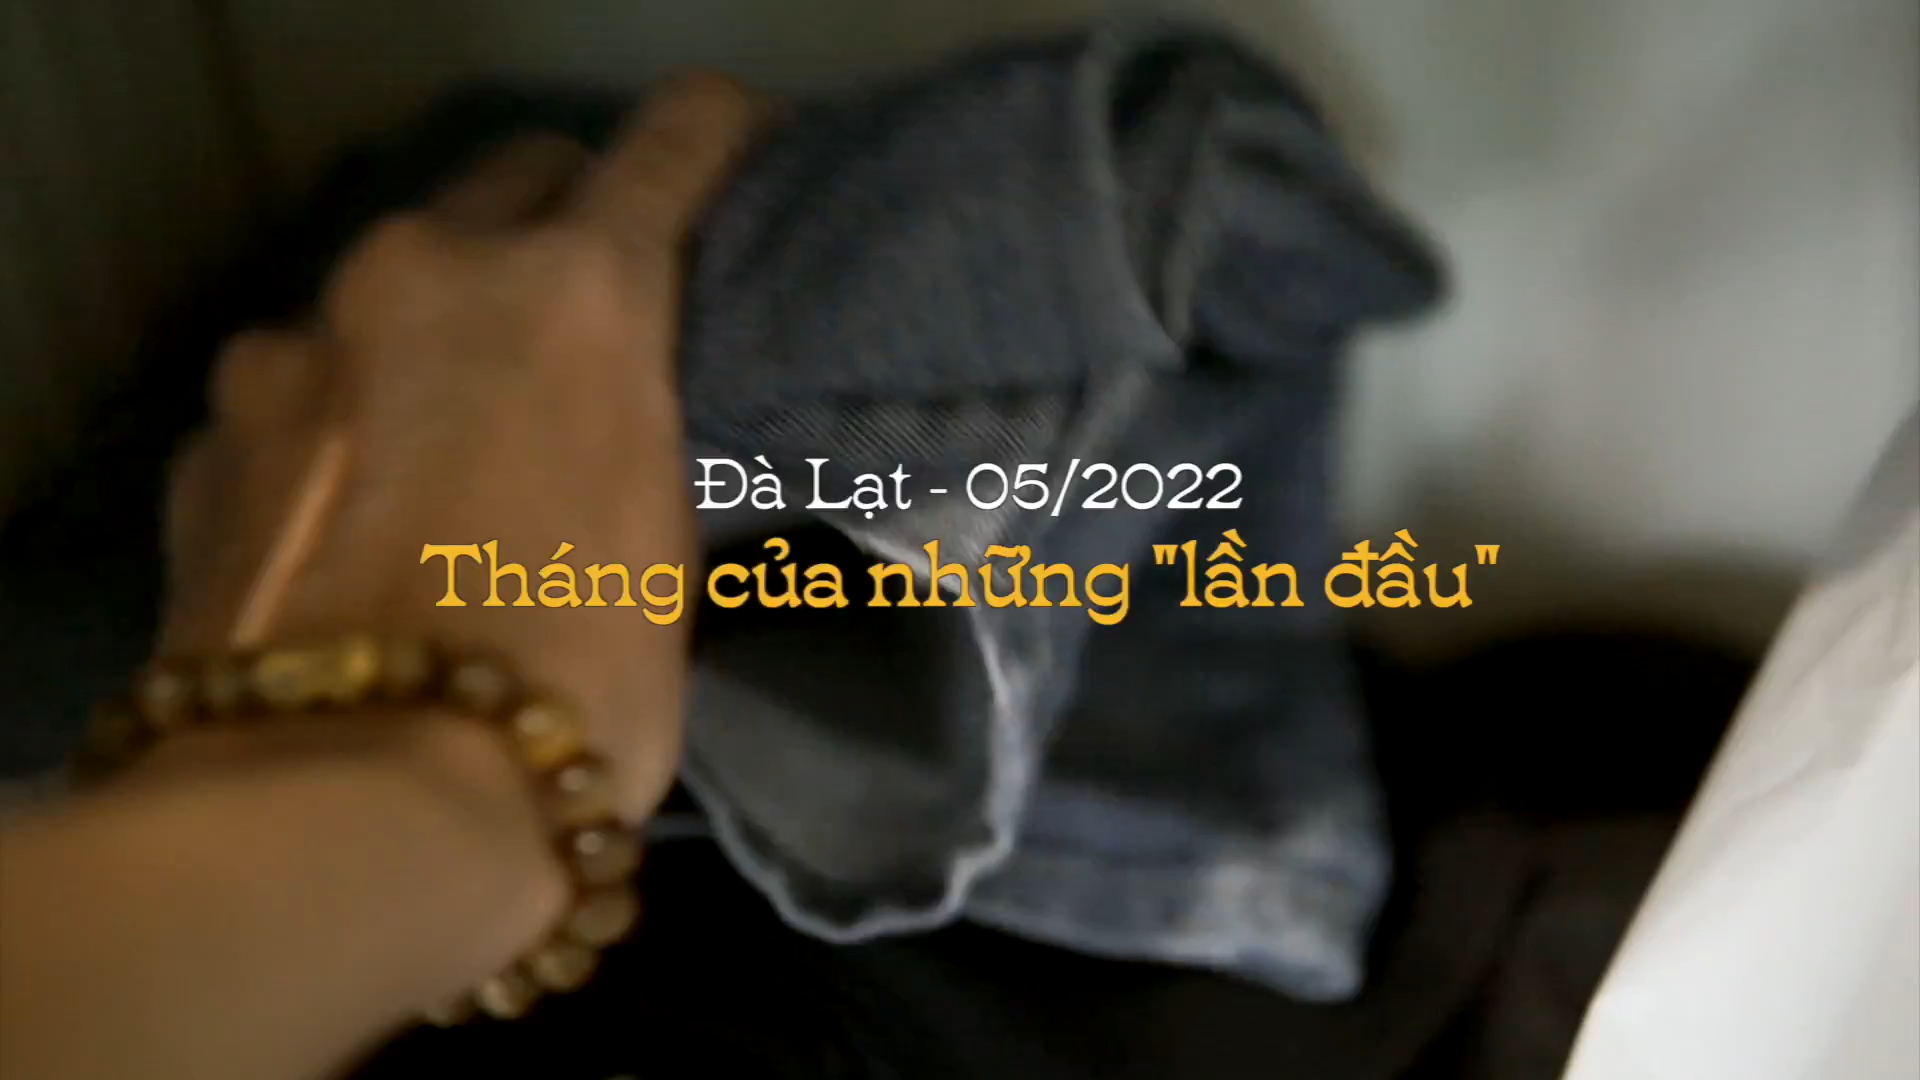 Đà Lạt - 05/2022
Tháng của những "lần đầu"